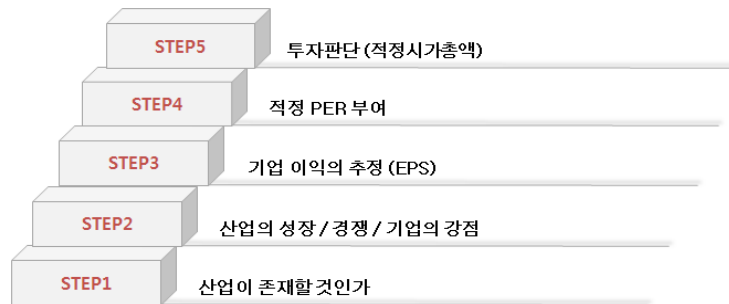 STEP5 투자판단 (적정시가총액)
STEP4 적정 PER 부여
STEP3 기업 이익의 추정 (EPS)
STEP2 산업의 성장 / 경쟁 / 기업의 강점
STEP1 산업이 존재할 것인가